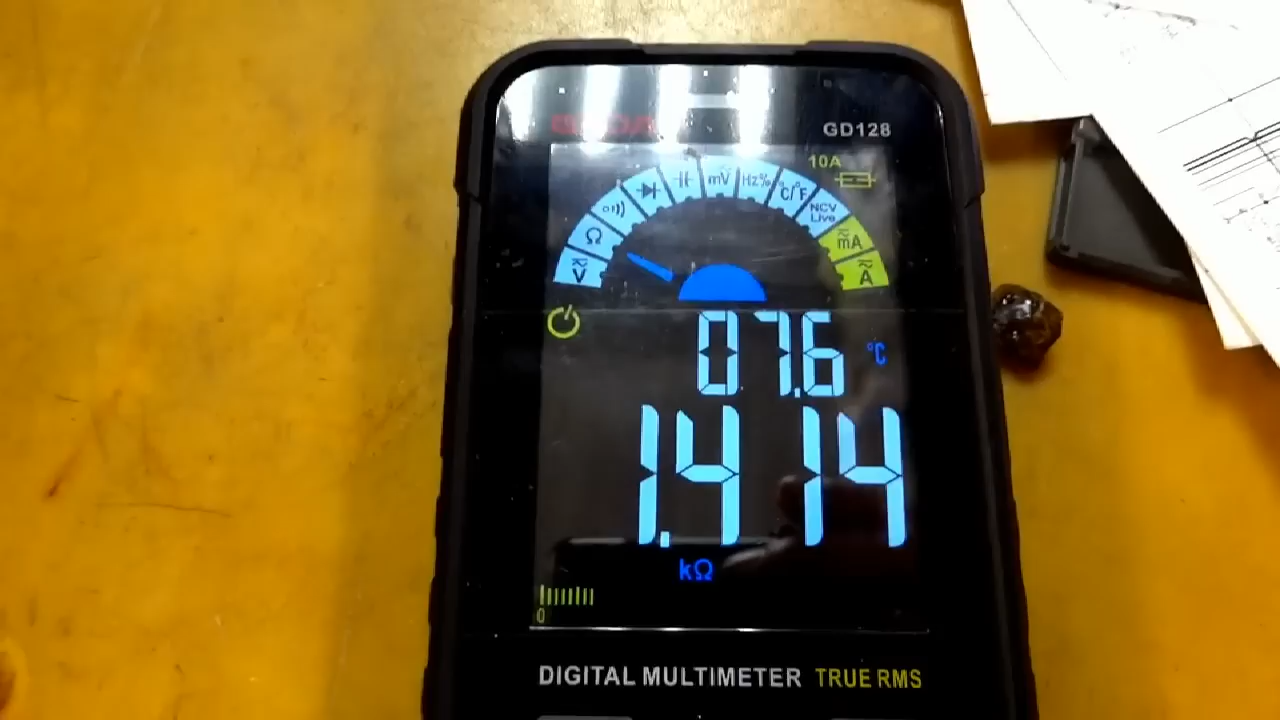 GD128
10A
mV Hz% °C/°F
NCV
Live
Ω mA
V A
07.6 °C
1.414
kΩ
0
DIGITAL MULTIMETER TRUE RMS